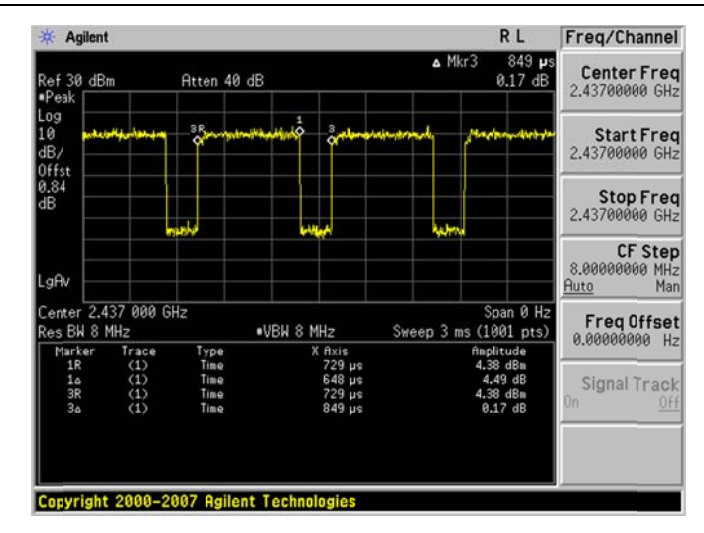 Agilent R L Freq/Channel
Δ Mkr3 849 µs
Ref 30 dBm Atten 40 dB 0.17 dB
#Peak
Log
10
dB/
Offst
0.84
dB
3R 1 3
LgAv
Center 2.437 000 GHz Span 0 Hz
Res BW 8 MHz #VBW 8 MHz Sweep 3 ms (1001 pts)
Marker Trace Type X Axis Amplitude
1R (1) Time 729 µs 4.38 dBm
1Δ (1) Time 648 µs 4.49 dB
3R (1) Time 729 µs 4.38 dBm
3Δ (1) Time 849 µs 0.17 dB
Center Freq
2.43700000 GHz
Start Freq
2.43700000 GHz
Stop Freq
2.43700000 GHz
CF Step
8.00000000 MHz
Auto Man
Freq Offset
0.00000000 Hz
Signal Track
On Off
Copyright 2000-2007 Agilent Technologies